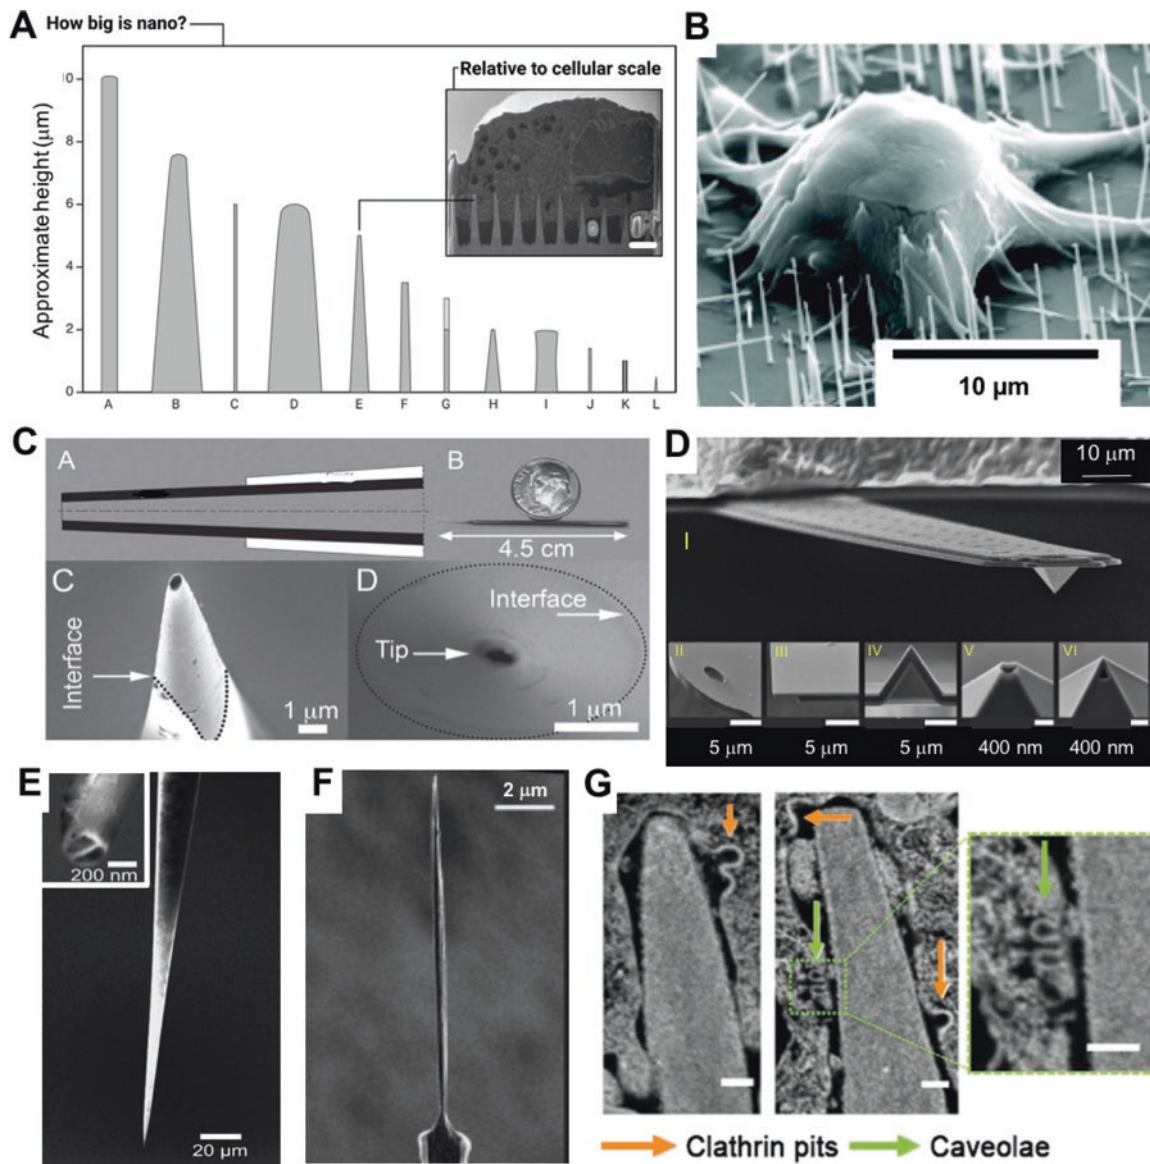 A
How big is nano?
Relative to cellular scale
Approximate height (μm)
10
8
6
4
2
0
A B C D E F G H I J K L
B
10 μm
C
A
B
4.5 cm
C
Interface
1 μm
D
Interface
Tip
1 μm
D
10 μm
I
II
5 μm
III
5 μm
IV
5 μm
V
400 nm
VI
400 nm
E
200 nm
20 μm
F
2 μm
G
Clathrin pits
Caveolae